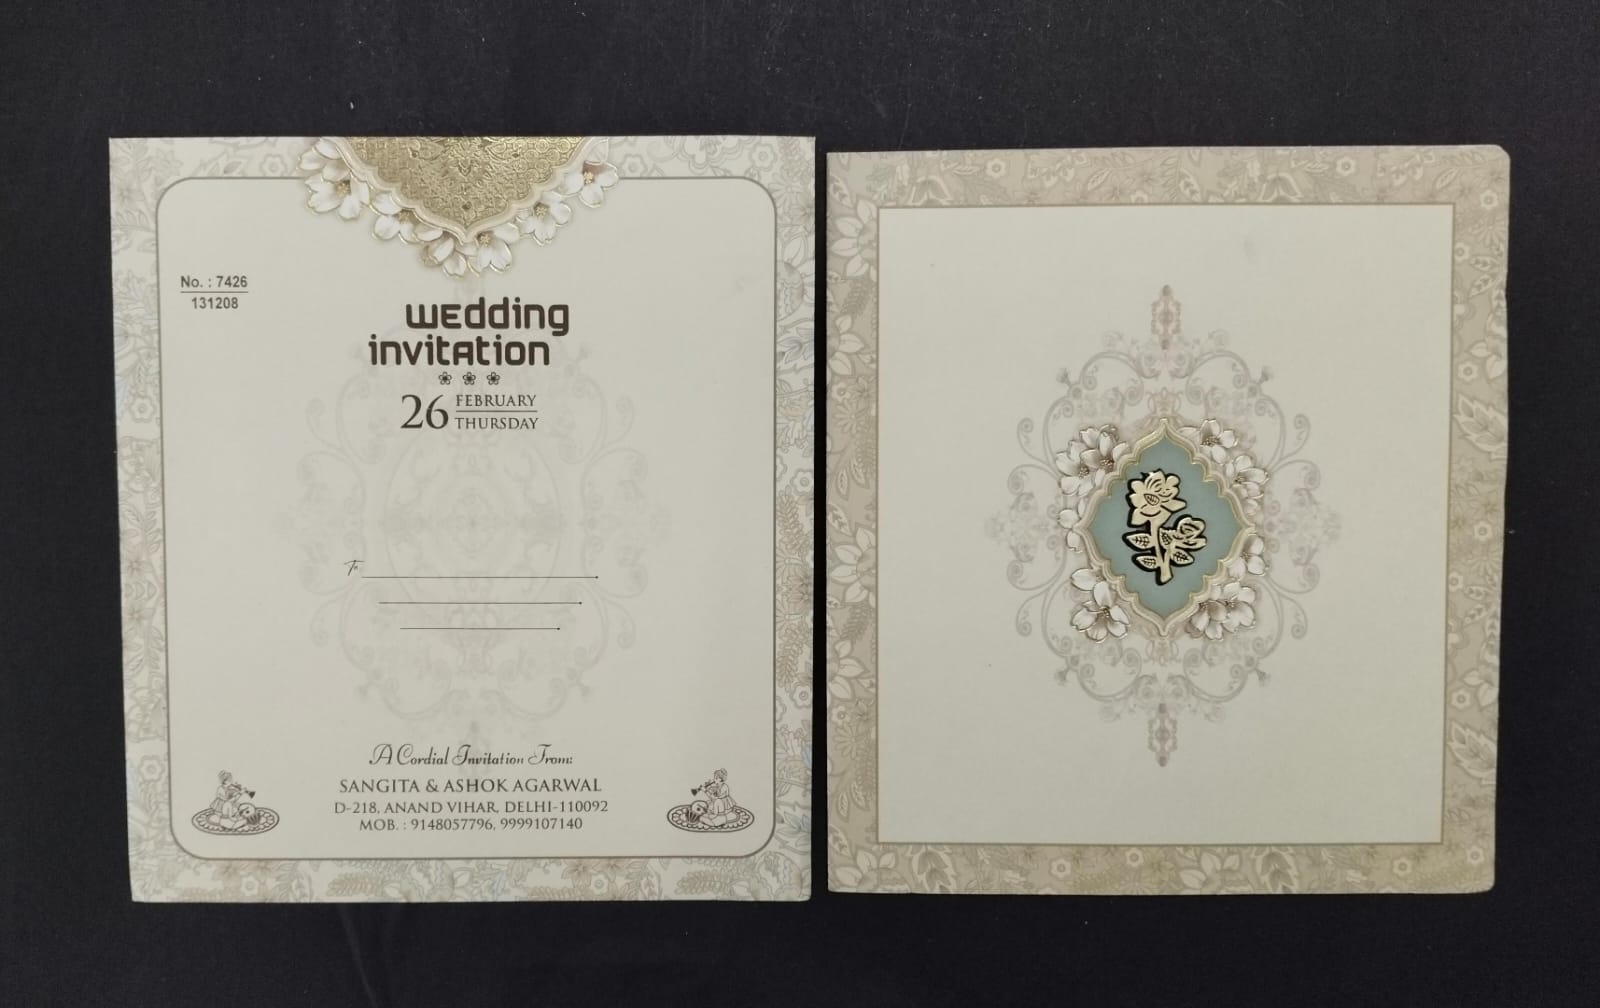 No. : 7426
131208
wedding
invitation
26 FEBRUARY
THURSDAY
To
A Cordial Invitation From:
SANGITA & ASHOK AGARWAL
D-218, ANAND VIHAR, DELHI-110092
MOB. : 9148057796, 9999107140